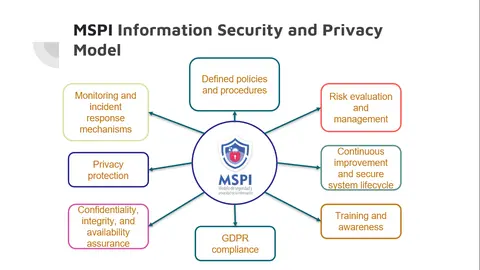 MSPI Information Security and Privacy
Model
Defined policies
and procedures
Monitoring and
incident
response
mechanisms
Risk evaluation
and
management
Privacy
protection
MSPI
Continuous
improvement
and secure
system lifecycle
Confidentiality,
integrity, and
availability
assurance
GDPR
compliance
Training and
awareness